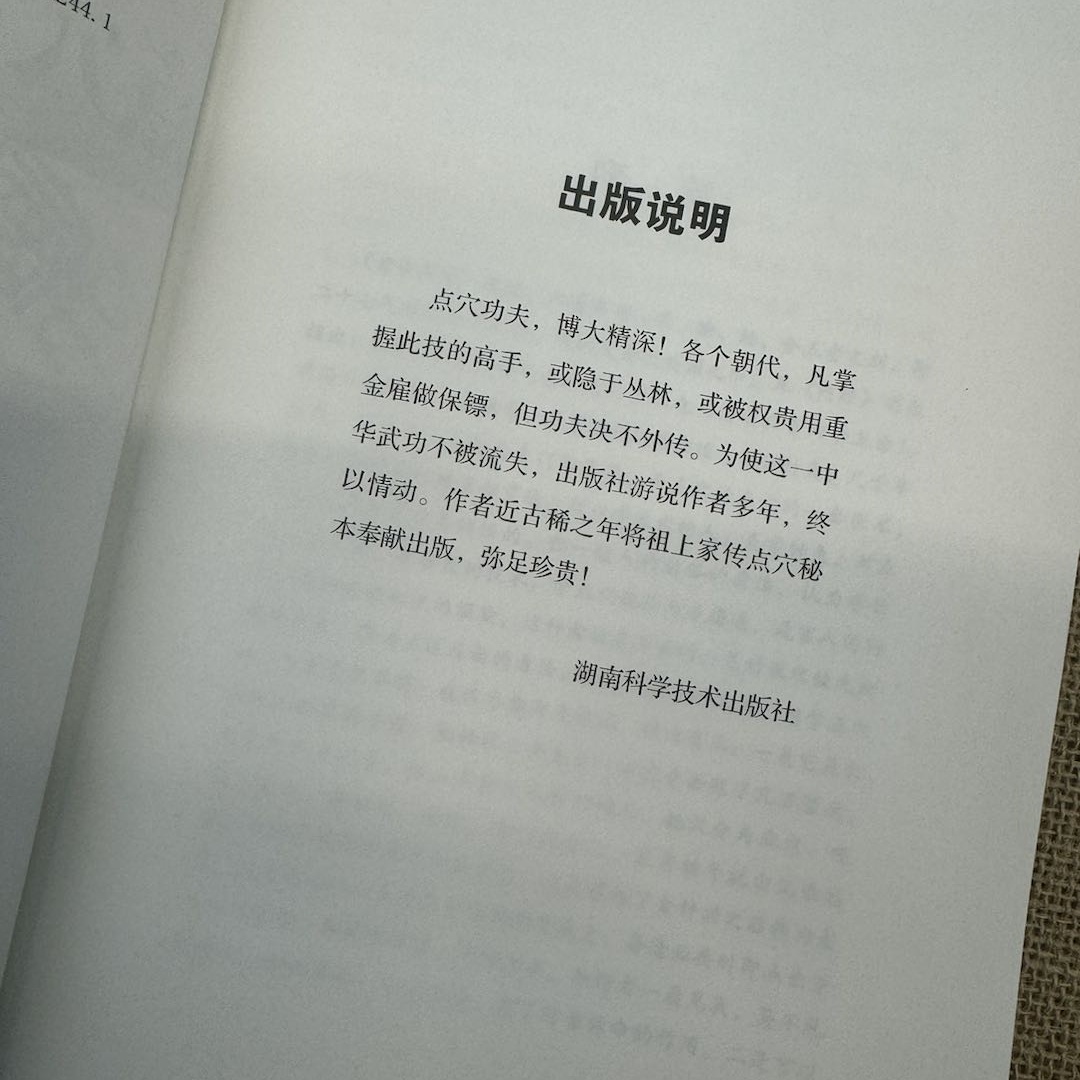 244.1
出版说明
点穴功夫，博大精深！各个朝代，凡掌
握此技的高手，或隐于丛林，或被权贵用重
金雇做保镖，但功夫决不外传。为使这一中
华武功不被流失，出版社游说作者多年，终
以情动。作者近古稀之年将祖上家传点穴秘
本奉献出版，弥足珍贵！
湖南科学技术出版社